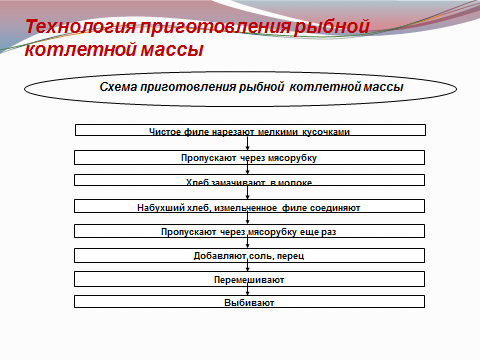 Технология приготовления рыбной
котлетной массы
Схема приготовления рыбной котлетной массы
Чистое филе нарезают мелкими кусочками
Пропускают через мясорубку
Хлеб замачивают в молоке
Набухший хлеб, измельченное филе соединяют
Пропускают через мясорубку еще раз
Добавляют соль, перец
Перемешивают
Выбивают